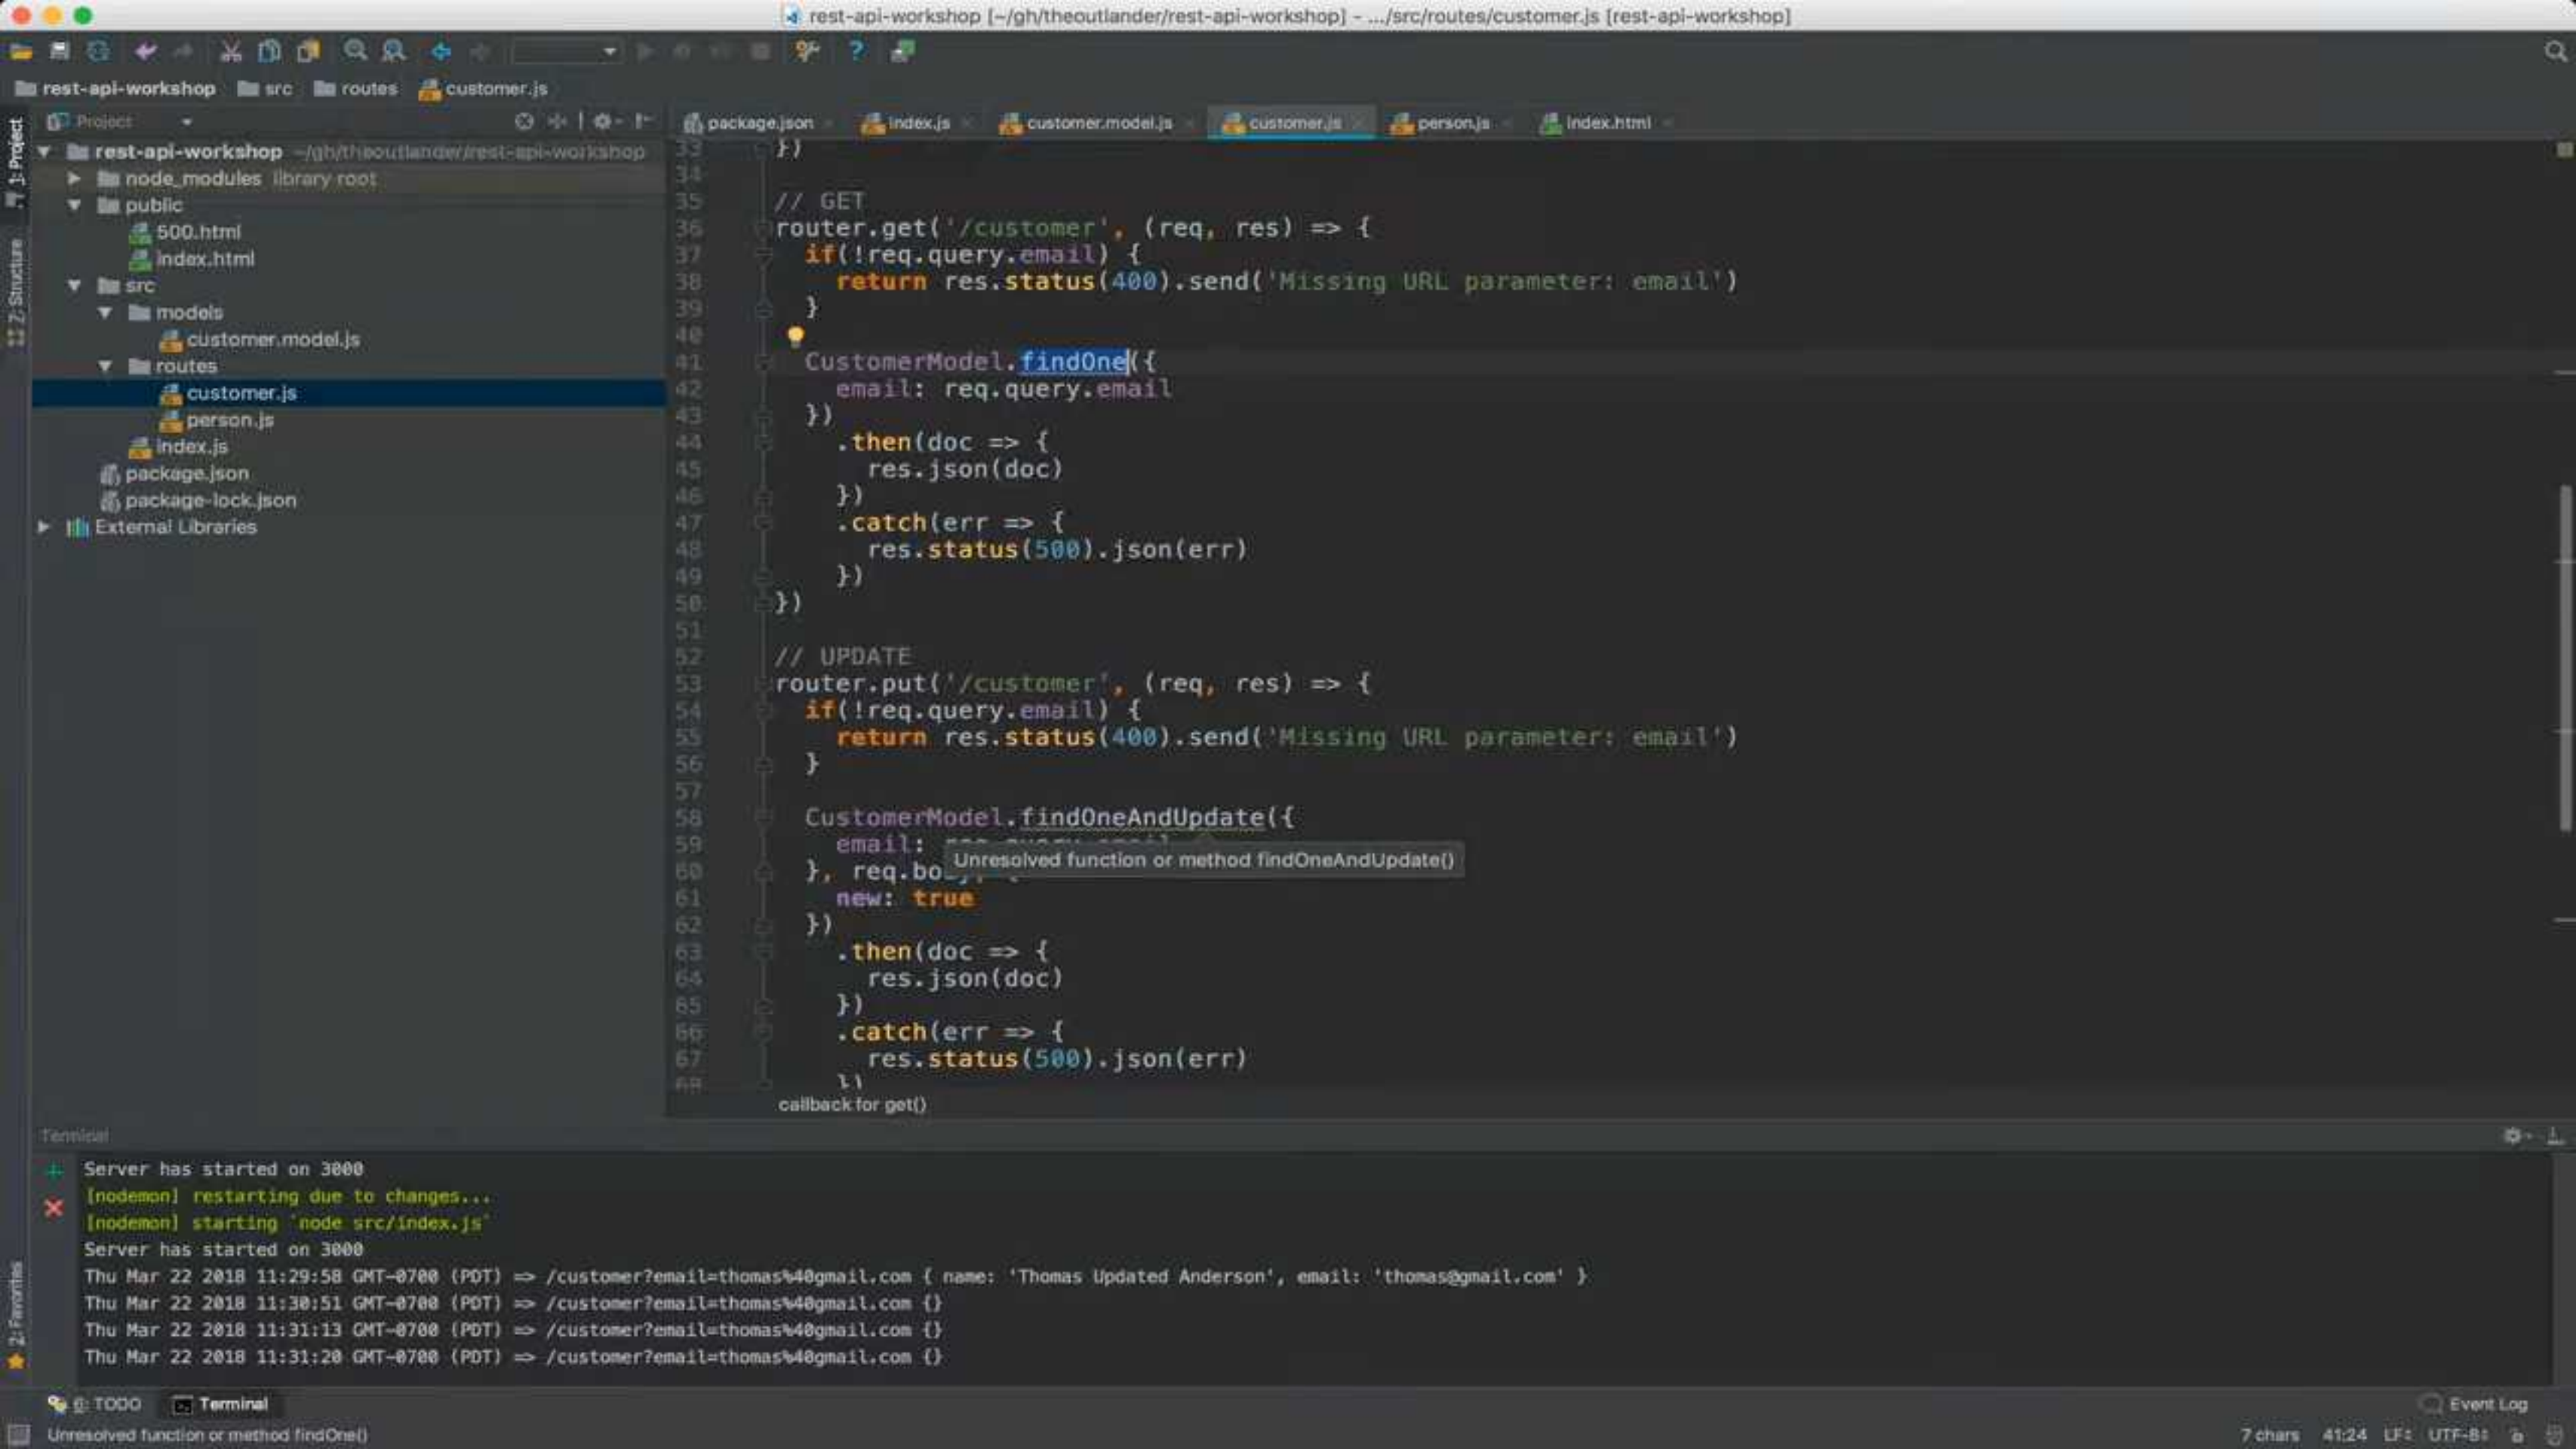 rest-api-workshop [~/gh/theoutlander/rest-api-workshop] - .../src/routes/customer.js [rest-api-workshop]
rest-api-workshop src routes customer.js
1: Project
Z: Structure
2: Favorites
Project
rest-api-workshop ~/gh/theoutlander/rest-api-workshop
node_modules library root
public
500.html
index.html
src
models
customer.model.js
routes
customer.js
person.js
index.js
package.json
package-lock.json
External Libraries
package.json index.js customer.model.js customer.js person.js index.html
33 })
34
35 // GET
36 router.get('/customer', (req, res) => {
37 if(!req.query.email) {
38 return res.status(400).send('Missing URL parameter: email')
39 }
40
41 CustomerModel.findOne({
42 email: req.query.email
43 })
44 .then(doc => {
45 res.json(doc)
46 })
47 .catch(err => {
48 res.status(500).json(err)
49 })
50 })
51
52 // UPDATE
53 router.put('/customer', (req, res) => {
54 if(!req.query.email) {
55 return res.status(400).send('Missing URL parameter: email')
56 }
57
58 CustomerModel.findOneAndUpdate({
59 email:
Unresolved function or method findOneAndUpdate()
60 }, req.bo
61 new: true
62 })
63 .then(doc => {
64 res.json(doc)
65 })
66 .catch(err => {
67 res.status(500).json(err)
68 })
callback for get()
Terminal
Server has started on 3000
[nodemon] restarting due to changes...
[nodemon] starting `node src/index.js`
Server has started on 3000
Thu Mar 22 2018 11:29:58 GMT-0700 (PDT) => /customer?email=thomas%40gmail.com { name: 'Thomas Updated Anderson', email: 'thomas@gmail.com' }
Thu Mar 22 2018 11:30:51 GMT-0700 (PDT) => /customer?email=thomas%40gmail.com {}
Thu Mar 22 2018 11:31:13 GMT-0700 (PDT) => /customer?email=thomas%40gmail.com {}
Thu Mar 22 2018 11:31:20 GMT-0700 (PDT) => /customer?email=thomas%40gmail.com {}
6: TODO Terminal Event Log
Unresolved function or method findOne() 7 chars 41:24 LF÷ UTF-8÷